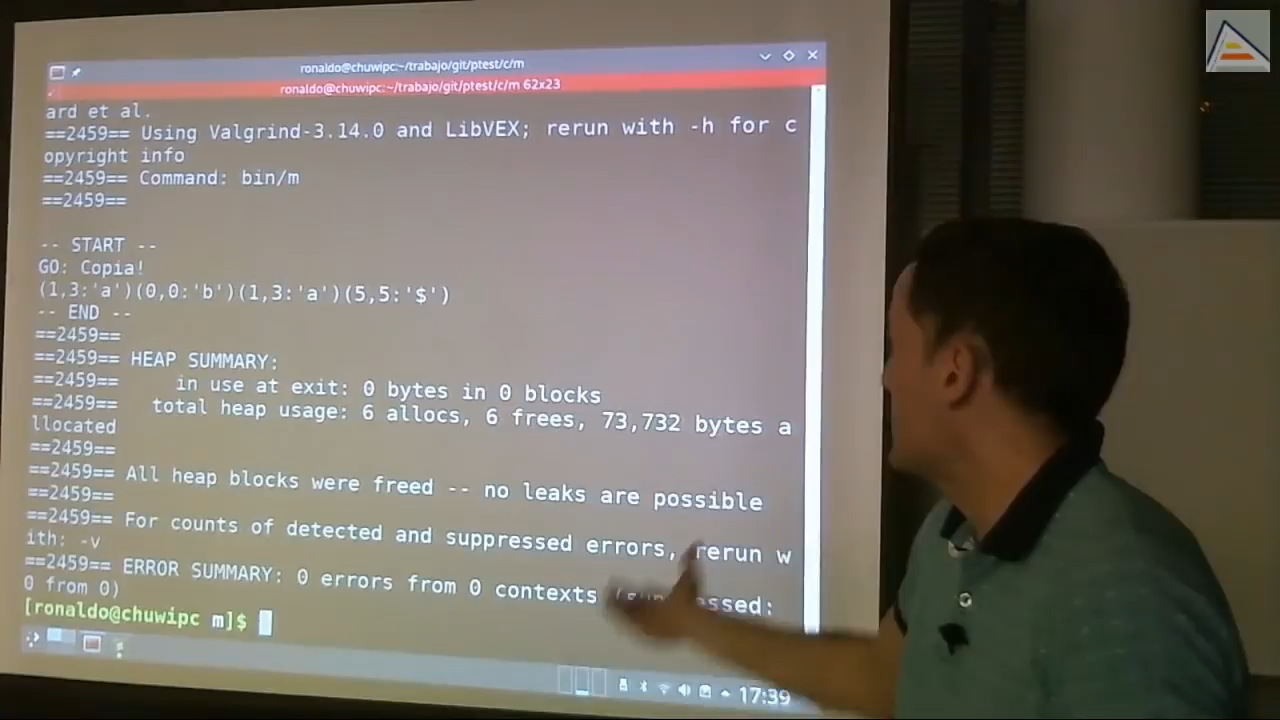 ronaldo@chuwipc:~/trabajo/git/ptest/c/m
ronaldo@chuwipc:~/trabajo/git/ptest/c/m 62x23
ard et al.
==2459== Using Valgrind-3.14.0 and LibVEX; rerun with -h for c
opyright info
==2459== Command: bin/m
==2459==
-- START --
GO: Copia!
(1,3:'a')(0,0:'b')(1,3:'a')(5,5:'$')
-- END --
==2459==
==2459== HEAP SUMMARY:
==2459==     in use at exit: 0 bytes in 0 blocks
==2459==   total heap usage: 6 allocs, 6 frees, 73,732 bytes a
llocated
==2459==
==2459== All heap blocks were freed -- no leaks are possible
==2459==
==2459== For counts of detected and suppressed errors, rerun w
ith: -v
==2459== ERROR SUMMARY: 0 errors from 0 contexts
0 from 0)
[ronaldo@chuwipc m]$
17:39